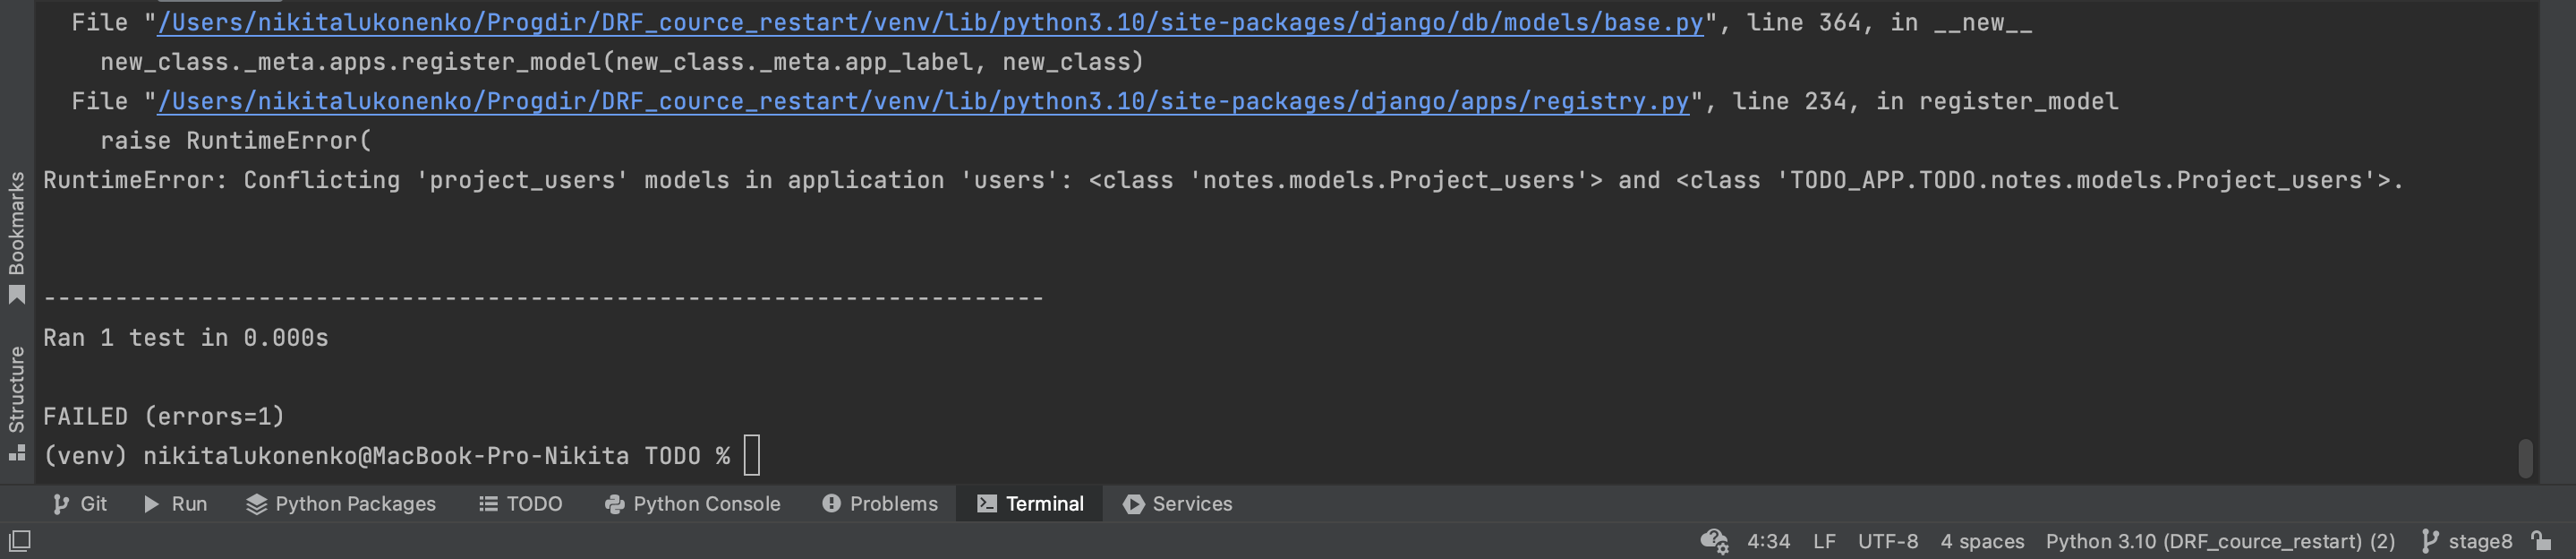 File "/Users/nikitalukonenko/Progdir/DRF_cource_restart/venv/lib/python3.10/site-packages/django/db/models/base.py", line 364, in __new__
new_class._meta.apps.register_model(new_class._meta.app_label, new_class)
File "/Users/nikitalukonenko/Progdir/DRF_cource_restart/venv/lib/python3.10/site-packages/django/apps/registry.py", line 234, in register_model
raise RuntimeError(
RuntimeError: Conflicting 'project_users' models in application 'users': <class 'notes.models.Project_users'> and <class 'TODO_APP.TODO.notes.models.Project_users'>.
----------------------------------------------------------------------
Ran 1 test in 0.000s
FAILED (errors=1)
(venv) nikitalukonenko@MacBook-Pro-Nikita TODO %
Bookmarks
Structure
Git Run Python Packages TODO Python Console Problems Terminal Services
4:34 LF UTF-8 4 spaces Python 3.10 (DRF_cource_restart) (2) stage8